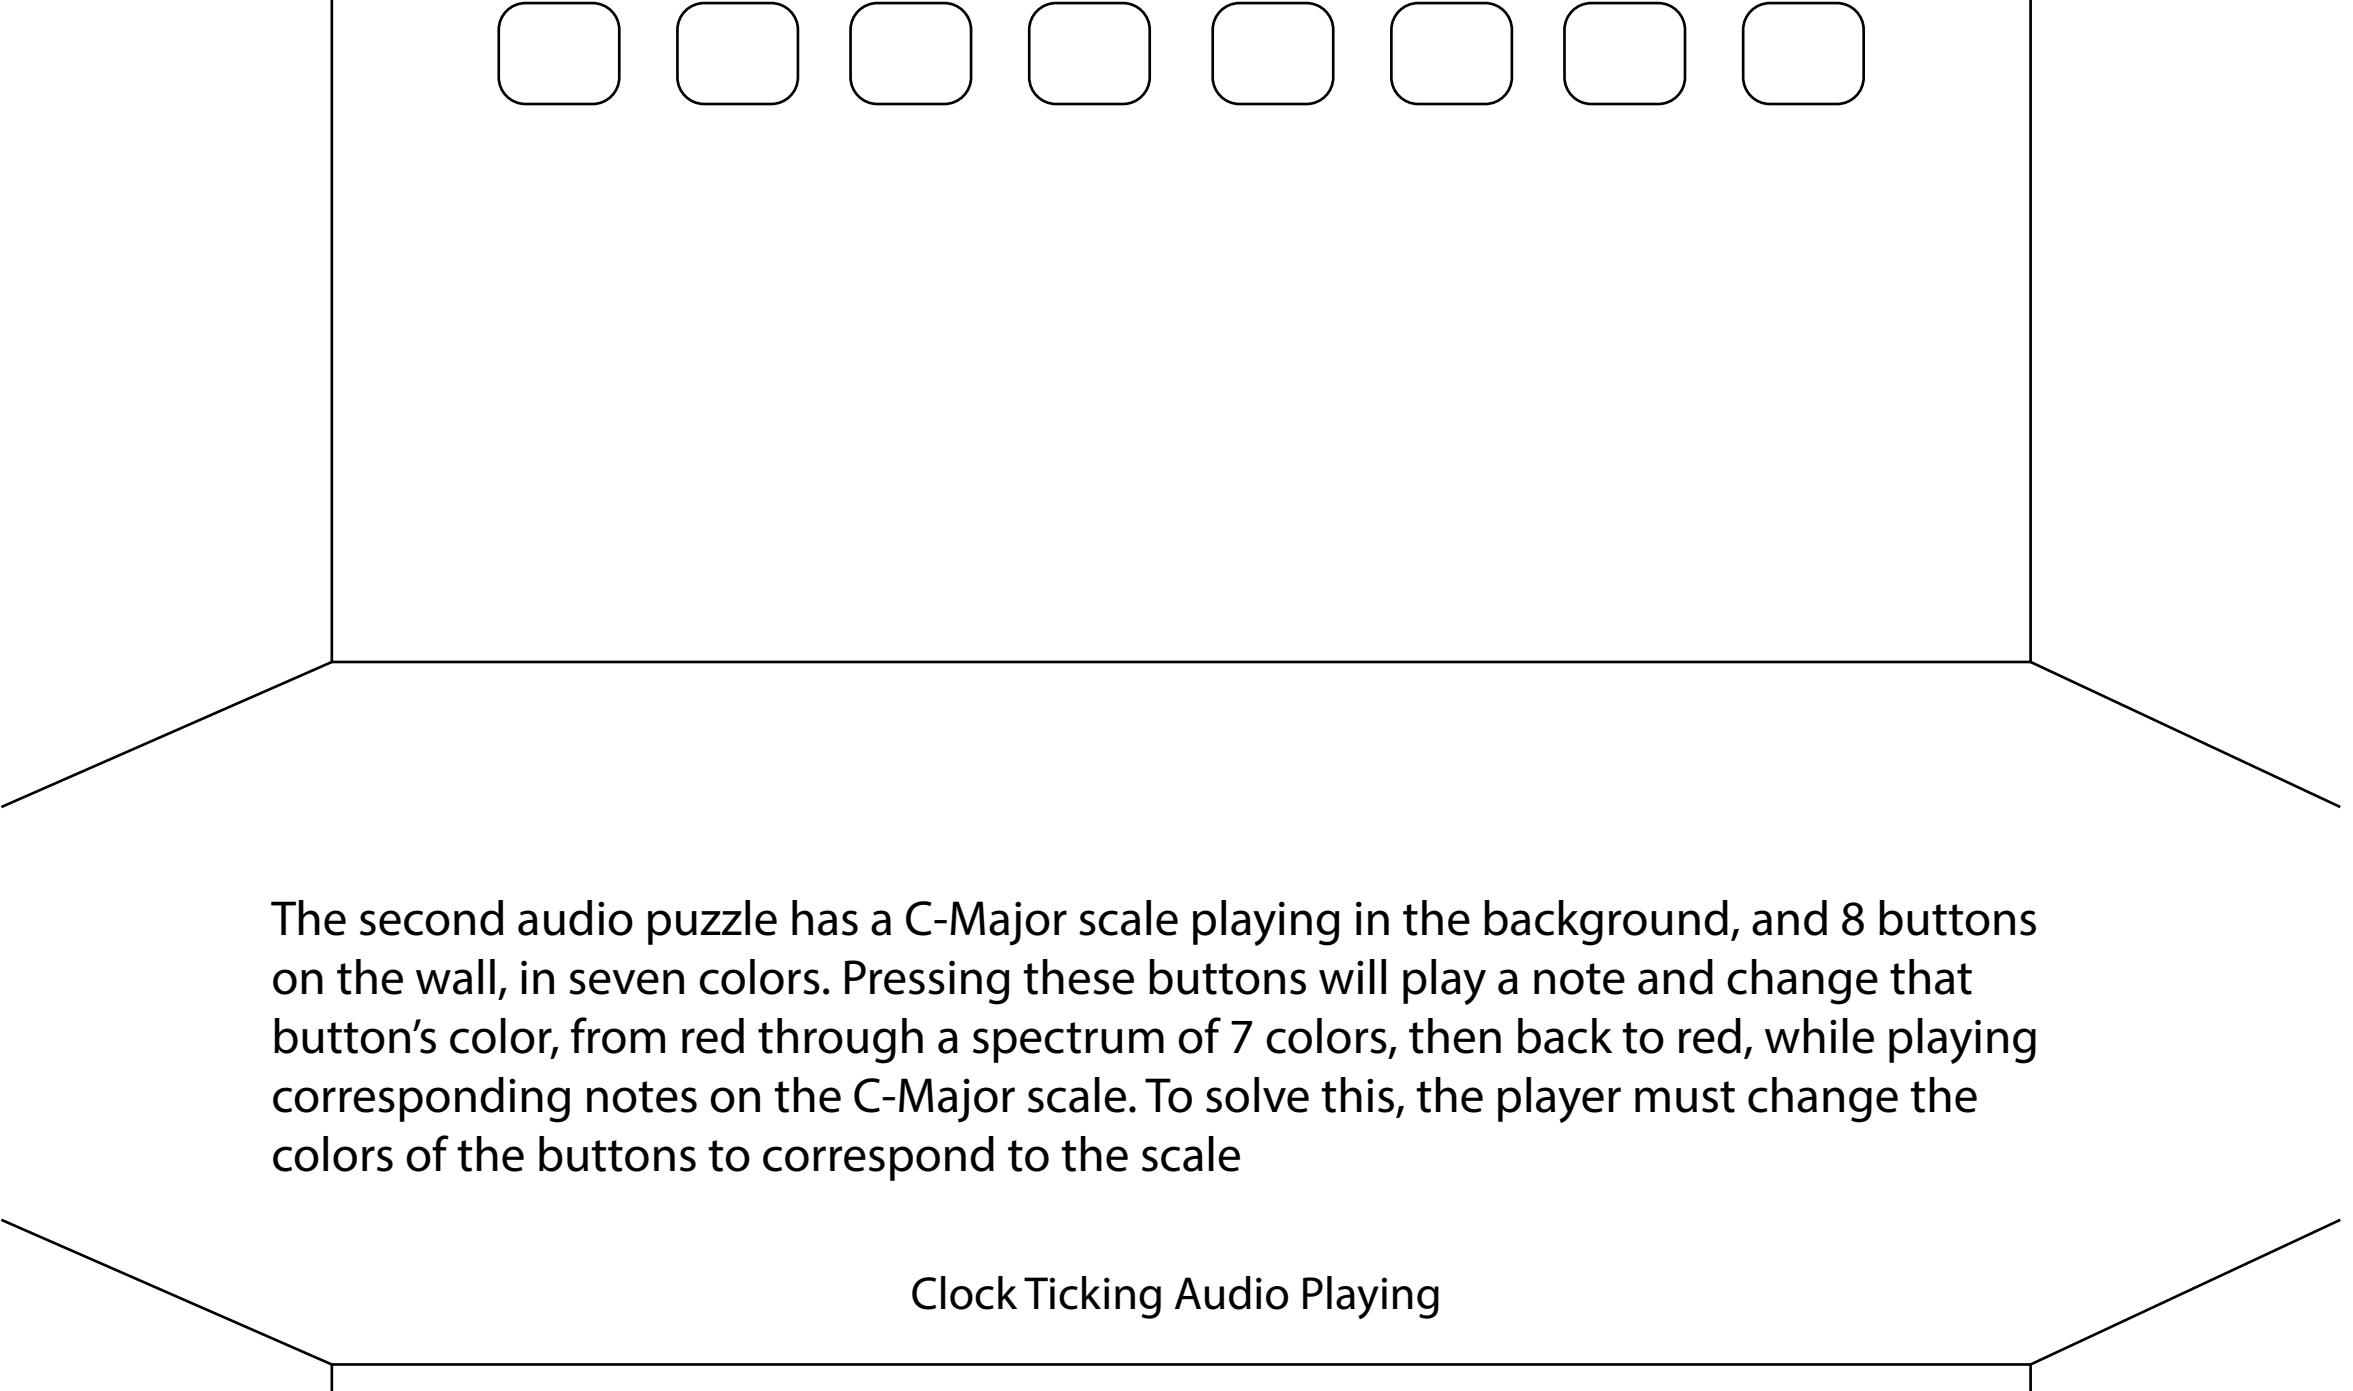 The second audio puzzle has a C-Major scale playing in the background, and 8 buttons
on the wall, in seven colors. Pressing these buttons will play a note and change that
button’s color, from red through a spectrum of 7 colors, then back to red, while playing
corresponding notes on the C-Major scale. To solve this, the player must change the
colors of the buttons to correspond to the scale
Clock Ticking Audio Playing